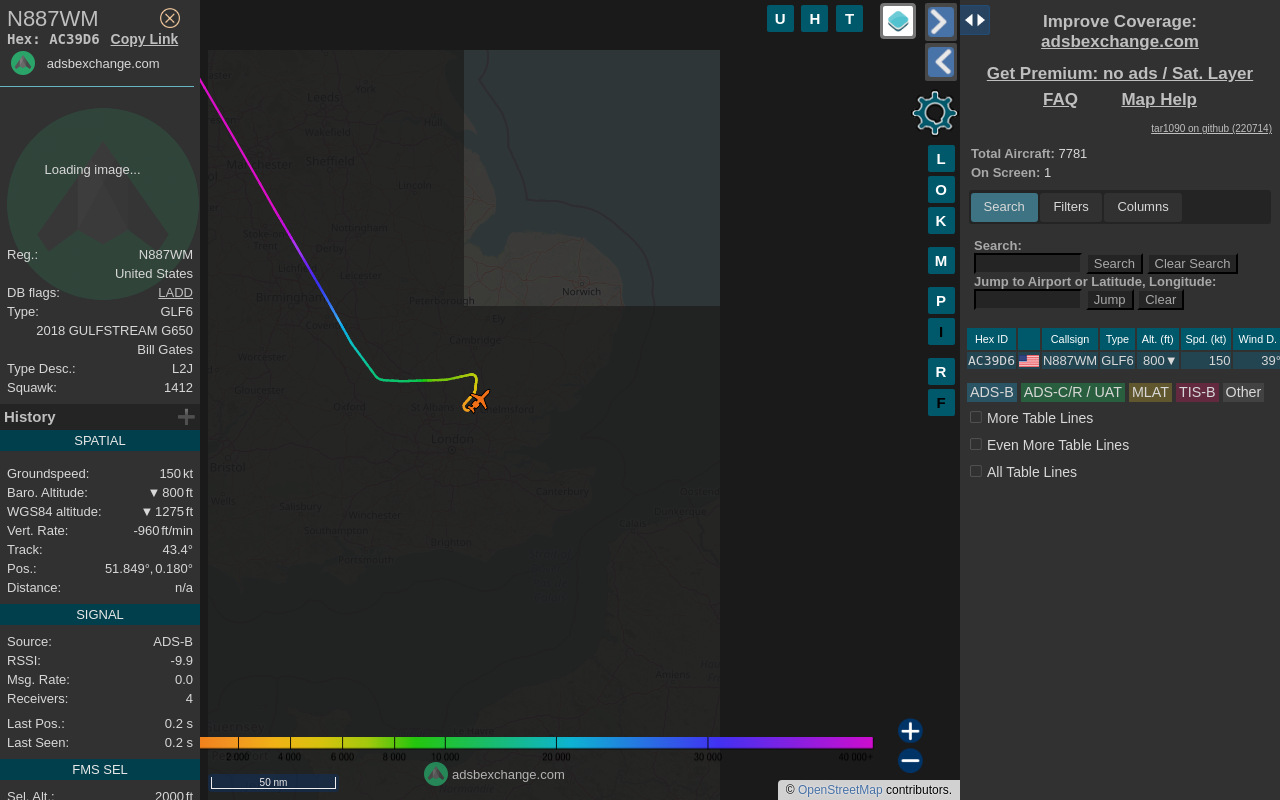 N887WM
Hex: AC39D6 Copy Link
adsbexchange.com
Loading image...
Reg.: N887WM
United States
DB flags: LADD
Type: GLF6
2018 GULFSTREAM G650
Bill Gates
Type Desc.: L2J
Squawk: 1412
History
SPATIAL
Groundspeed: 150 kt
Baro. Altitude: ▼ 800 ft
WGS84 altitude: ▼ 1275 ft
Vert. Rate: -960 ft/min
Track: 43.4°
Pos.: 51.849°, 0.180°
Distance: n/a
SIGNAL
Source: ADS-B
RSSI: -9.9
Msg. Rate: 0.0
Receivers: 4
Last Pos.: 0.2 s
Last Seen: 0.2 s
FMS SEL
Sel. Alt.: 2000 ft
U H T
L
O
K
M
P
I
R
F
York
Leeds
Hull
Wakefield
Manchester
Sheffield
Lincoln
Stoke-on-
Trent
Nottingham
Derby
Leicester
Birmingham
Peterborough
Norwich
Ely
Cambridge
Worcester
Gloucester
Oxford
St Albans
Chelmsford
London
Bristol
Wells
Salisbury
Winchester
Canterbury
Southampton
Brighton
Portsmouth
Calais
Dunkerque
Amiens
2 000 4 000 6 000 8 000 10 000 20 000 30 000 40 000+
50 nm
adsbexchange.com
© OpenStreetMap contributors.
Improve Coverage:
adsbexchange.com
Get Premium: no ads / Sat. Layer
FAQ Map Help
tar1090 on github (220714)
Total Aircraft: 7781
On Screen: 1
Search Filters Columns
Search:
Search Clear Search
Jump to Airport or Latitude, Longitude:
Jump Clear
Hex ID Callsign Type Alt. (ft) Spd. (kt) Wind D.
AC39D6 N887WM GLF6 800▼ 150 39°
ADS-B ADS-C/R / UAT MLAT TIS-B Other
More Table Lines
Even More Table Lines
All Table Lines